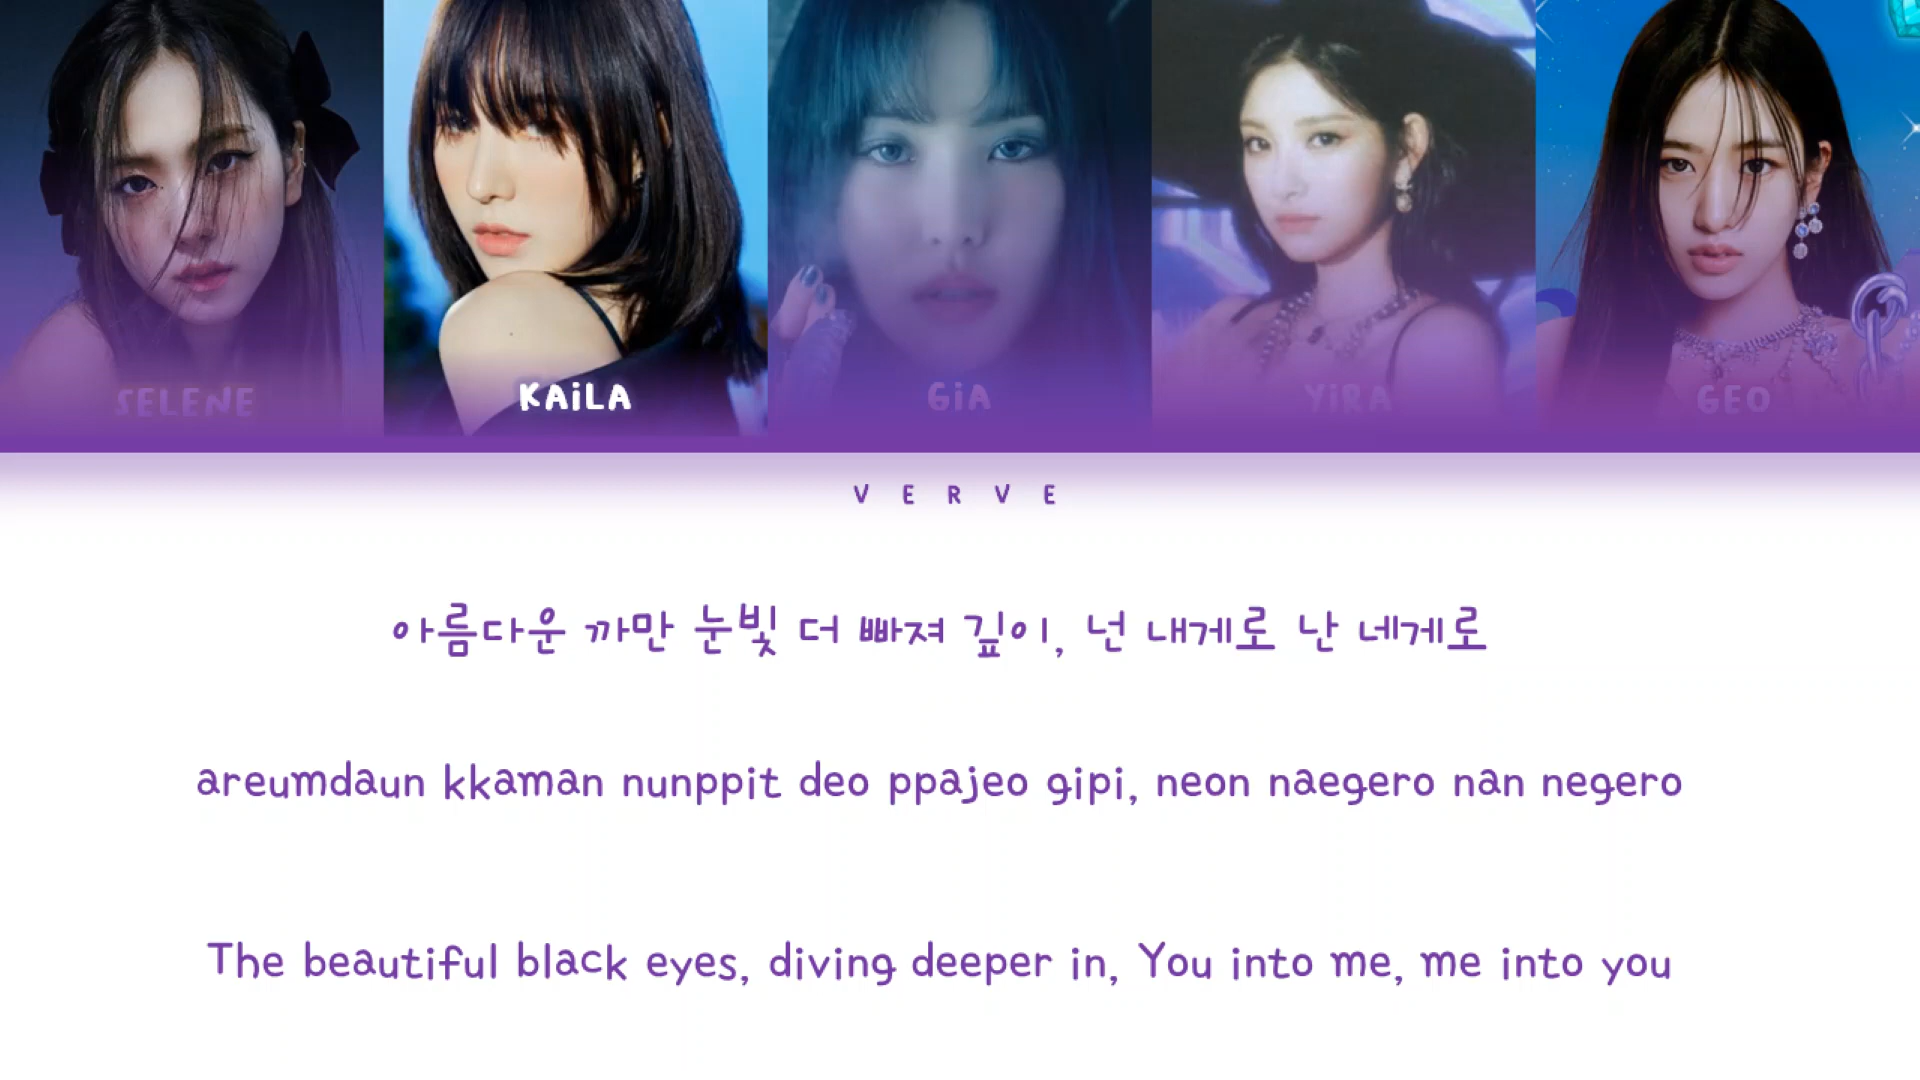 SELENE KAiLA GiA YiRA GEO
V E R V E
아름다운 까만 눈빛 더 빠져 깊이, 넌 내게로 난 네게로
areumdaun kkaman nunppit deo ppajeo gipi, neon naegero nan negero
The beautiful black eyes, diving deeper in, You into me, me into you